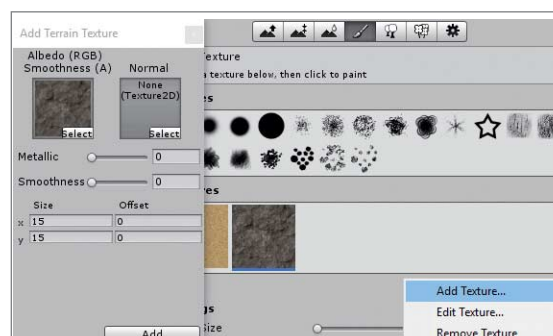 Add Terrain Texture
Albedo (RGB)
Smoothness (A)
Normal
None
(Texture2D)
Select
Select
Metallic
0
Smoothness
0
Size
Offset
x
15
0
y
15
0
Add
exture
a texture below, then click to paint
es
res
gs
Size
Add Texture...
Edit Texture...
Remove Texture